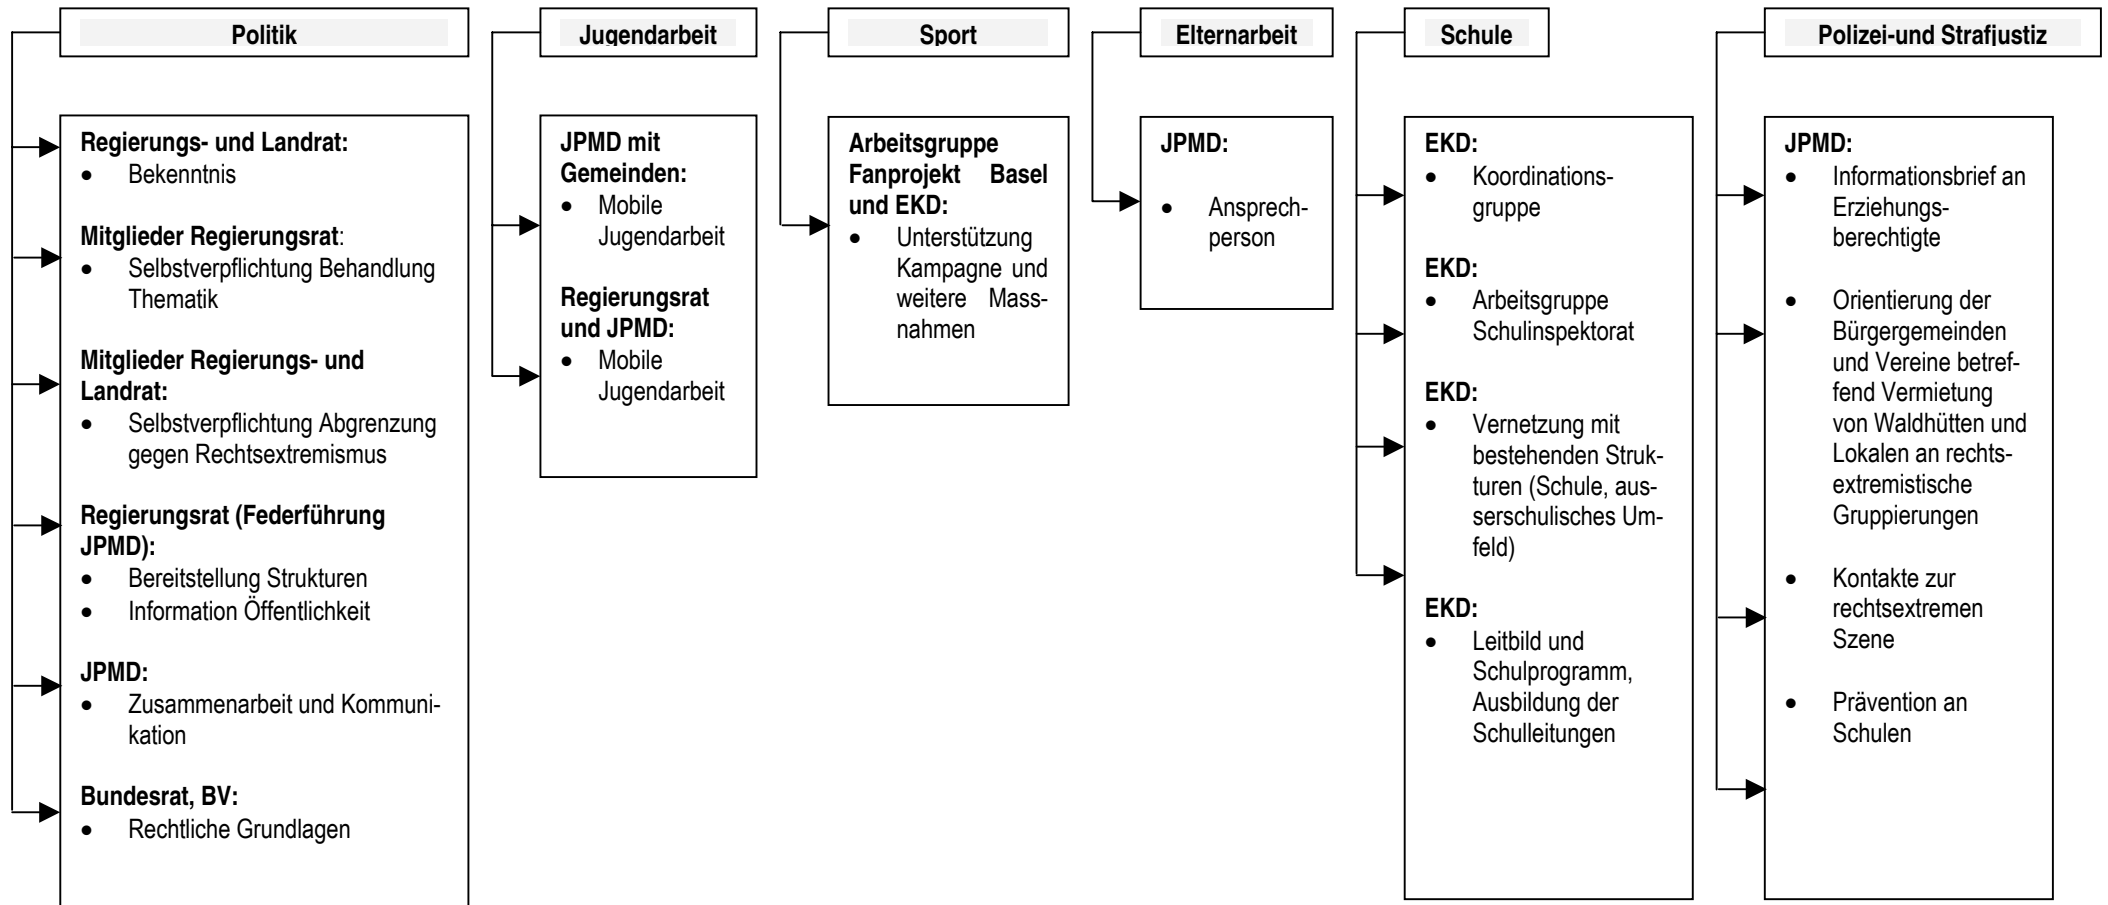 Politik
Jugendarbeit
Sport
Elternarbeit
Schule
Polizei-und Strafjustiz
Regierungs- und Landrat:
• Bekenntnis
Mitglieder Regierungsrat:
• Selbstverpflichtung Behandlung
Thematik
Mitglieder Regierungs- und
Landrat:
• Selbstverpflichtung Abgrenzung
gegen Rechtsextremismus
Regierungsrat (Federführung
JPMD):
• Bereitstellung Strukturen
• Information Öffentlichkeit
JPMD:
• Zusammenarbeit und Kommuni-
kation
Bundesrat, BV:
• Rechtliche Grundlagen
JPMD mit
Gemeinden:
• Mobile
Jugendarbeit
Regierungsrat
und JPMD:
• Mobile
Jugendarbeit
Arbeitsgruppe
Fanprojekt Basel
und EKD:
• Unterstützung
Kampagne und
weitere Mass-
nahmen
JPMD:
• Ansprech-
person
EKD:
• Koordinations-
gruppe
EKD:
• Arbeitsgruppe
Schulinspektorat
EKD:
• Vernetzung mit
bestehenden Struk-
turen (Schule, aus-
serschulisches Um-
feld)
EKD:
• Leitbild und
Schulprogramm,
Ausbildung der
Schulleitungen
JPMD:
• Informationsbrief an
Erziehungs-
berechtigte
• Orientierung der
Bürgergemeinden
und Vereine betref-
fend Vermietung
von Waldhütten und
Lokalen an rechts-
extremistische
Gruppierungen
• Kontakte zur
rechtsextremen
Szene
• Prävention an
Schulen